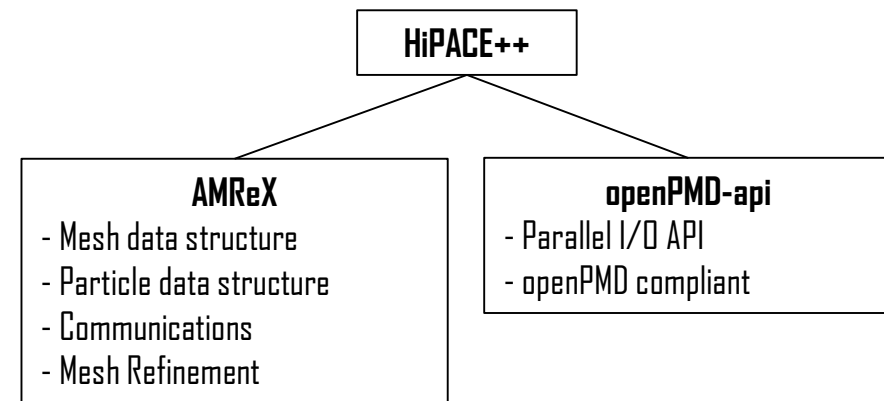 HiPACE++
AMReX
- Mesh data structure
- Particle data structure
- Communications
- Mesh Refinement
openPMD-api
- Parallel I/O API
- openPMD compliant